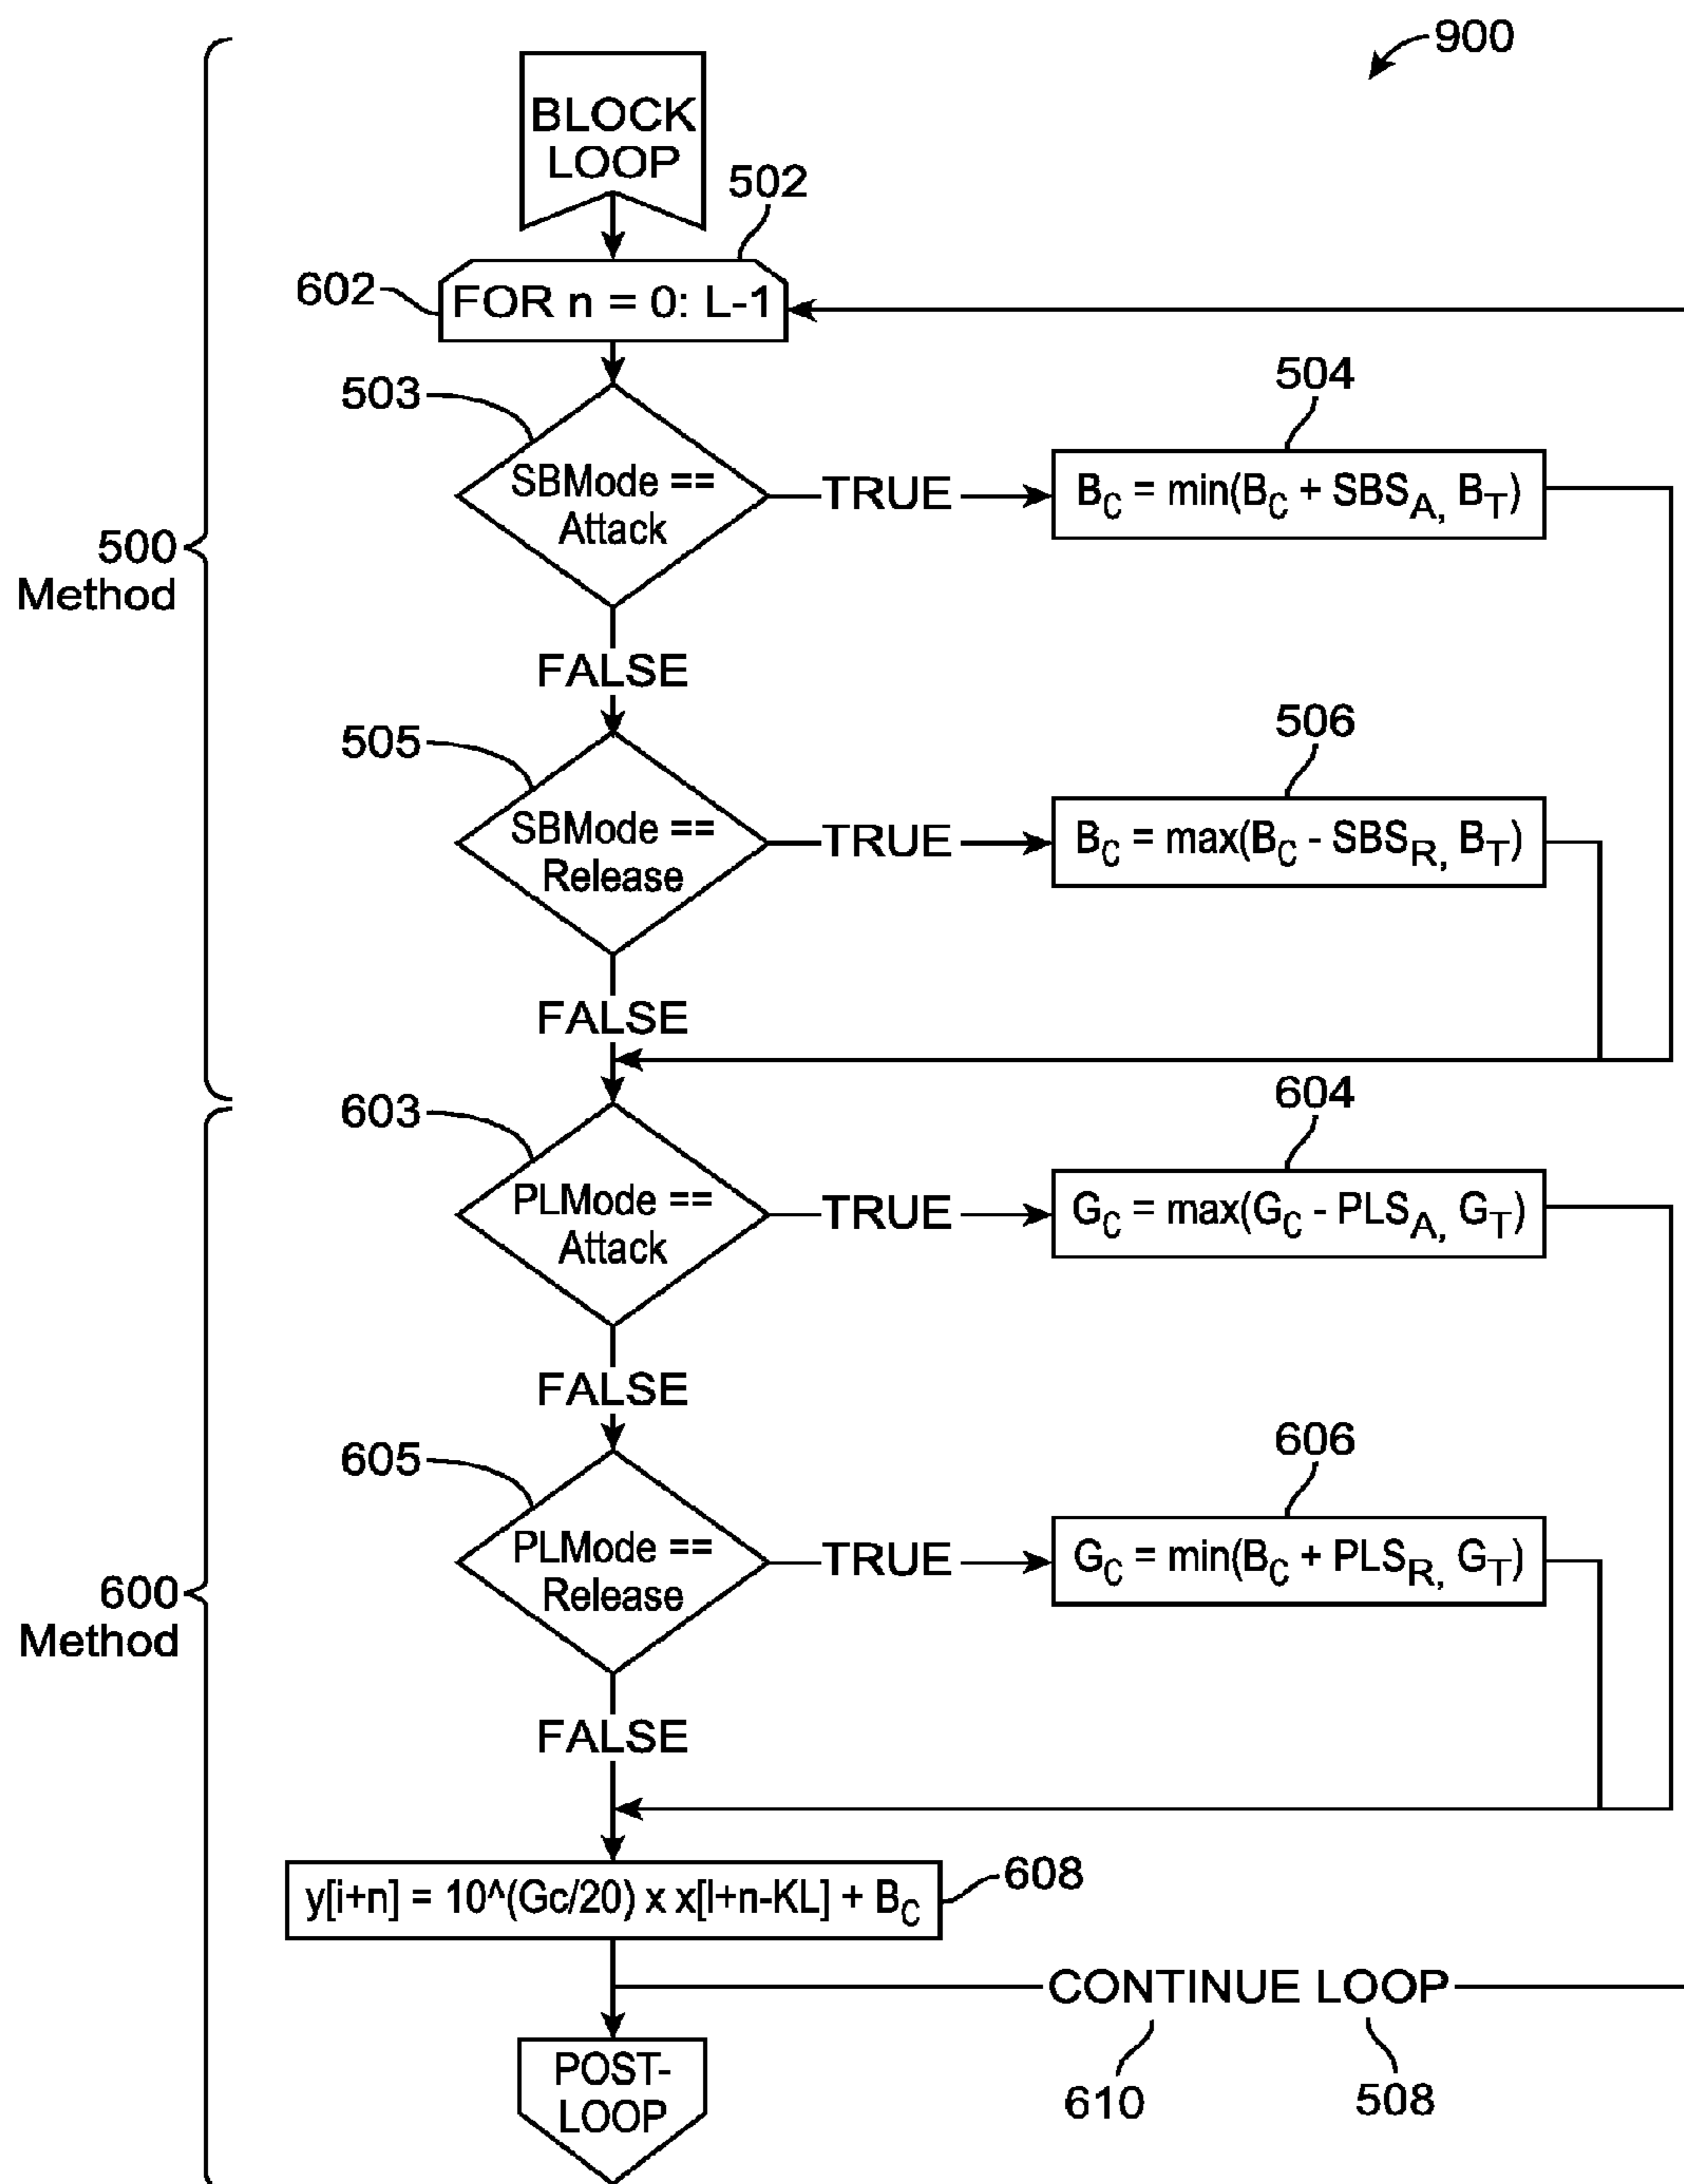 900
BLOCK
LOOP
502
602
FOR n = 0: L-1
503
504
SBMode ==
Attack
TRUE
B_C = min(B_C + SBS_A, B_T)
500
Method
FALSE
505
506
SBMode ==
Release
TRUE
B_C = max(B_C - SBS_R, B_T)
FALSE
603
604
PLMode ==
Attack
TRUE
G_C = max(G_C - PLS_A, G_T)
FALSE
605
606
PLMode ==
Release
TRUE
G_C = min(B_C + PLS_R, G_T)
600
Method
FALSE
y[i+n] = 10^(Gc/20) x x[I+n-KL] + B_C
608
CONTINUE LOOP
POST-
LOOP
610
508